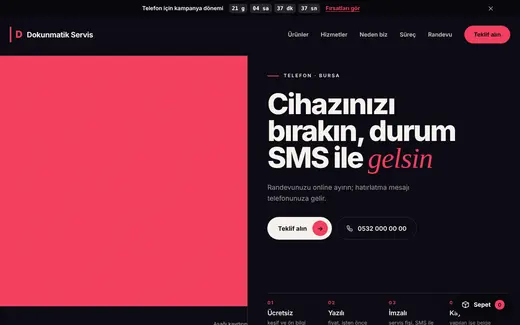 Telefon için kampanya dönemi 21 g 04 sa 37 dk 37 sn Fırsatları gör
D Dokunmatik Servis
Ürünler Hizmetler Neden biz Süreç Randevu Teklif alın
TELEFON · BURSA
Cihazınızı
bırakın, durum
SMS ile gelsin
Randevunuzu online ayırın; hatırlatma mesajı
telefonunuza gelir.
Teklif alın → 0532 000 00 00
01 02 03
Ücretsiz Yazılı İmzalı
keşif ve ön bilgi fiyat, işten önce servis fişi, SMS ile
Sepet 0